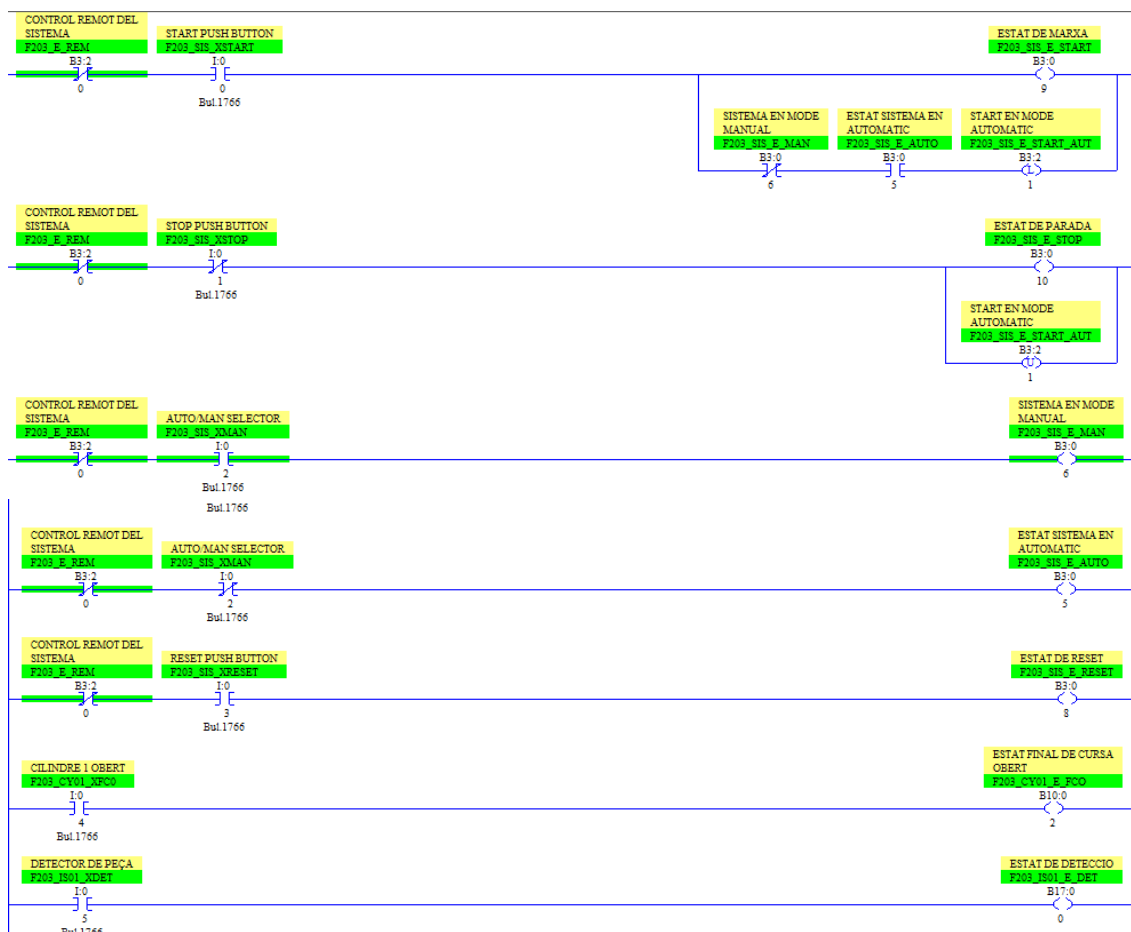 CONTROL REMOT DEL
SISTEMA
F203_E_REM
B3:2
0
START PUSH BUTTON
F203_SIS_XSTART
I:0
0
Bul.1766
ESTAT DE MARXA
F203_SIS_E_START
B3:0
9
SISTEMA EN MODE
MANUAL
F203_SIS_E_MAN
B3:0
6
ESTAT SISTEMA EN
AUTOMATIC
F203_SIS_E_AUTO
B3:0
5
START EN MODE
AUTOMATIC
F203_SIS_E_START_AUT
B3:2
L
1
CONTROL REMOT DEL
SISTEMA
F203_E_REM
B3:2
0
STOP PUSH BUTTON
F203_SIS_XSTOP
I:0
1
Bul.1766
ESTAT DE PARADA
F203_SIS_E_STOP
B3:0
10
START EN MODE
AUTOMATIC
F203_SIS_E_START_AUT
B3:2
U
1
CONTROL REMOT DEL
SISTEMA
F203_E_REM
B3:2
0
AUTO/MAN SELECTOR
F203_SIS_XMAN
I:0
2
Bul.1766
SISTEMA EN MODE
MANUAL
F203_SIS_E_MAN
B3:0
6
Bul.1766
CONTROL REMOT DEL
SISTEMA
F203_E_REM
B3:2
0
AUTO/MAN SELECTOR
F203_SIS_XMAN
I:0
2
Bul.1766
ESTAT SISTEMA EN
AUTOMATIC
F203_SIS_E_AUTO
B3:0
5
CONTROL REMOT DEL
SISTEMA
F203_E_REM
B3:2
0
RESET PUSH BUTTON
F203_SIS_XRESET
I:0
3
Bul.1766
ESTAT DE RESET
F203_SIS_E_RESET
B3:0
8
CILINDRE 1 OBERT
F203_CY01_XFC0
I:0
4
Bul.1766
ESTAT FINAL DE CURSA
OBERT
F203_CY01_E_FCO
B10:0
2
DETECTOR DE PEÇA
F203_IS01_XDET
I:0
5
Bul.1766
ESTAT DE DETECCIO
F203_IS01_E_DET
B17:0
0